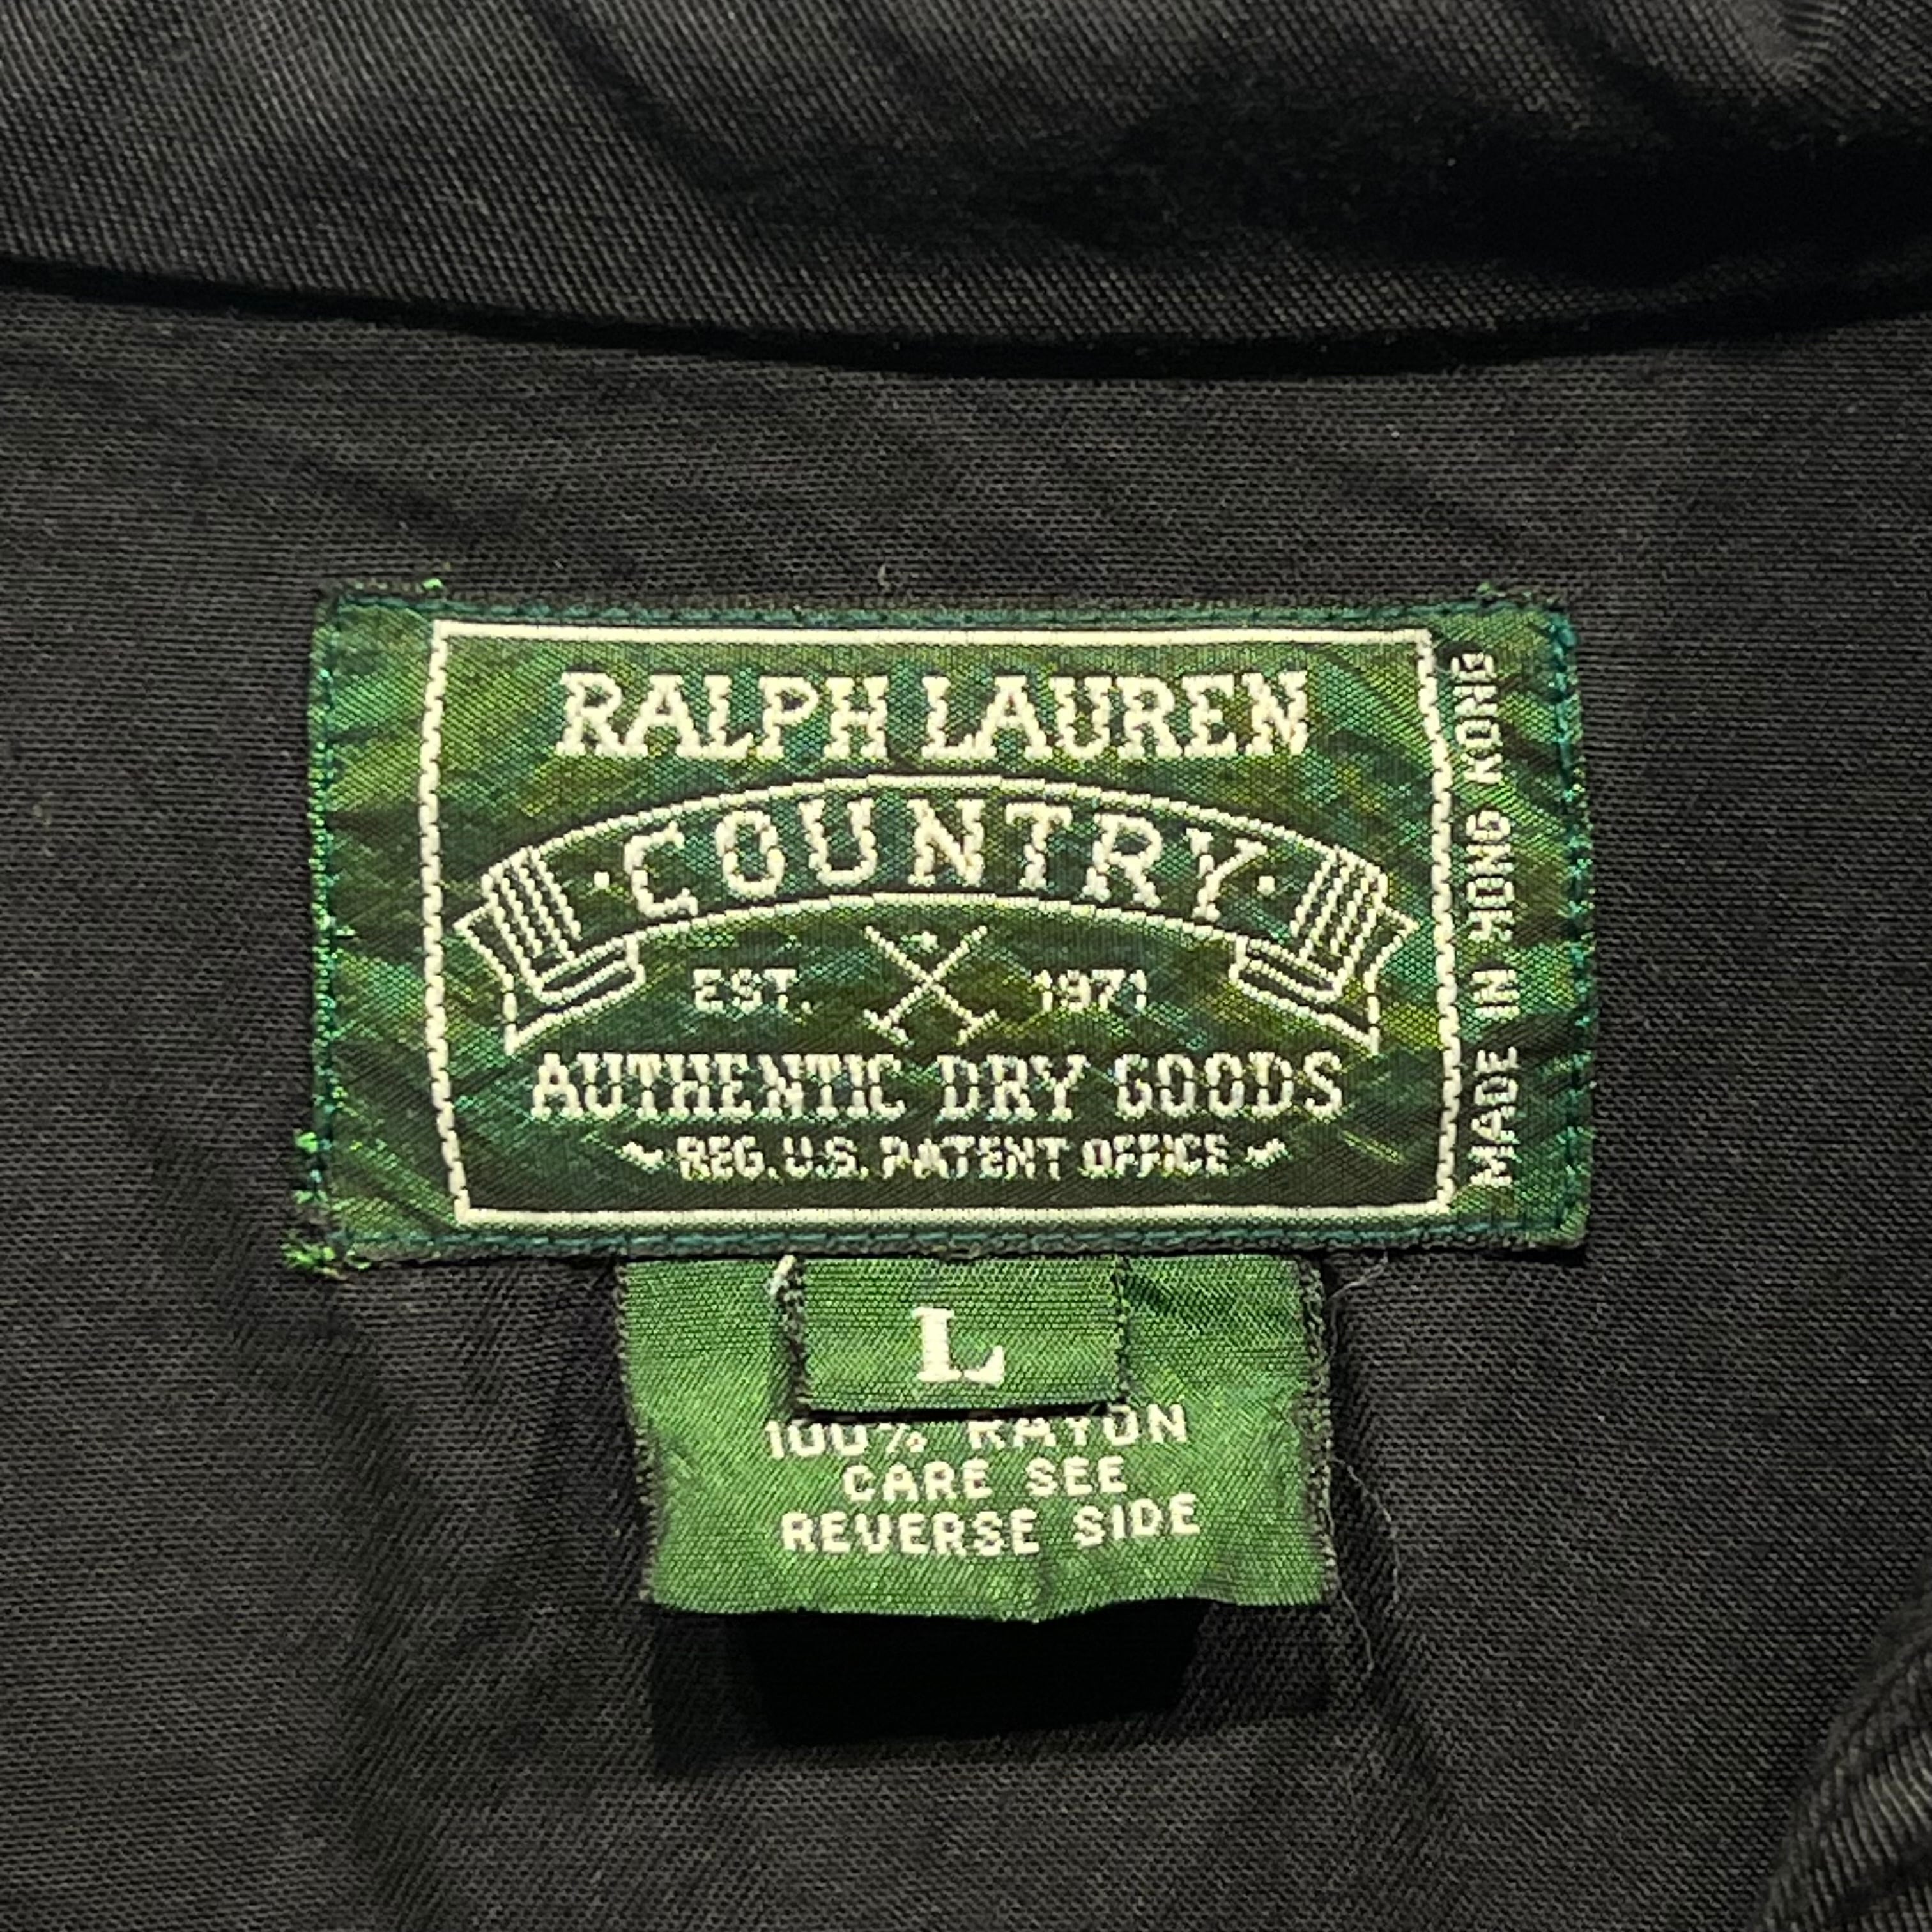 RALPH LAUREN
·COUNTRY·
EST. 1971
AUTHENTIC DRY GOODS
~ REG. U.S. PATENT OFFICE ~
MADE IN HONG KONG
L
100% RAYON
CARE SEE
REVERSE SIDE